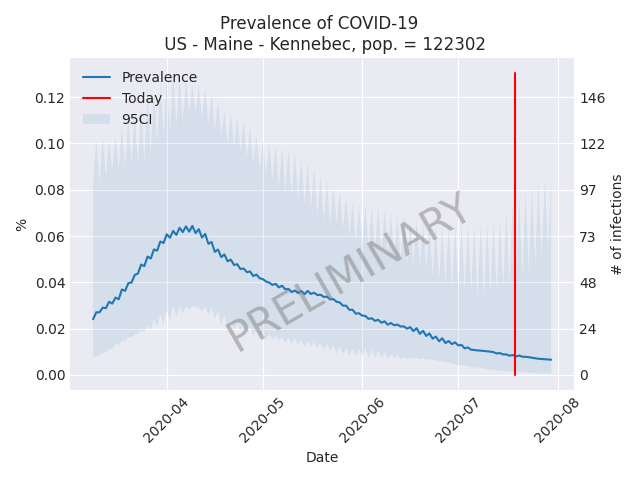 Prevalence of COVID-19
US - Maine - Kennebec, pop. = 122302
Prevalence
Today
95CI
0.12
0.10
0.08
0.06
0.04
0.02
0.00
%
146
122
97
73
48
24
0
# of infections
PRELIMINARY
2020-04
2020-05
2020-06
2020-07
2020-08
Date